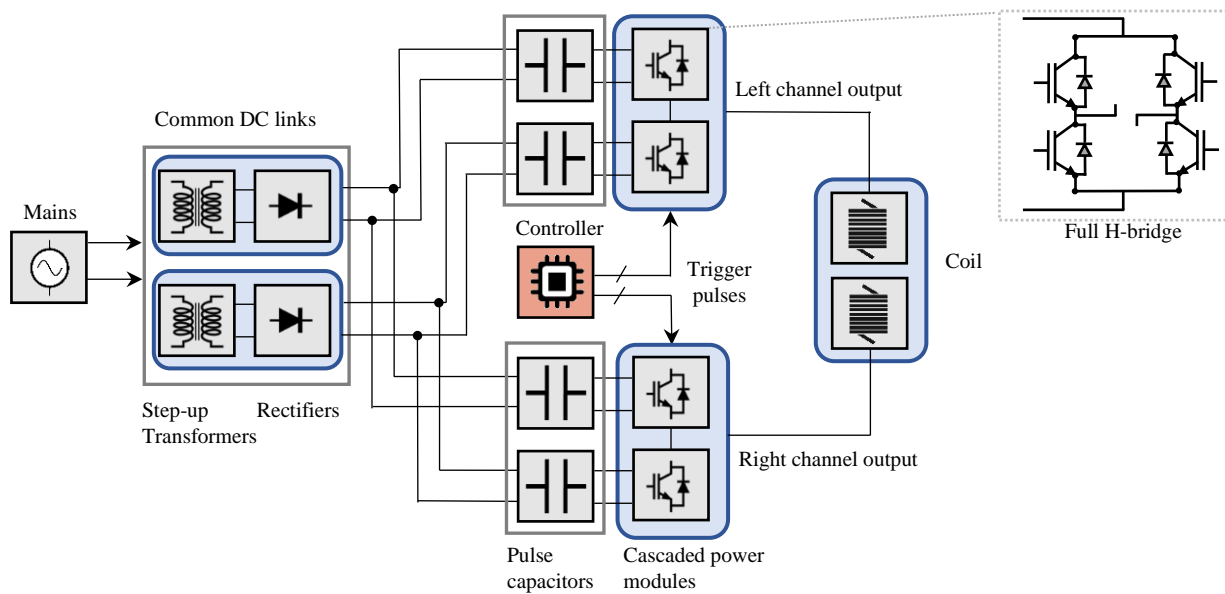 Common DC links
Mains
Step-up
Transformers
Rectifiers
Controller
Trigger
pulses
Left channel output
Full H-bridge
Coil
Right channel output
Pulse
capacitors
Cascaded power
modules